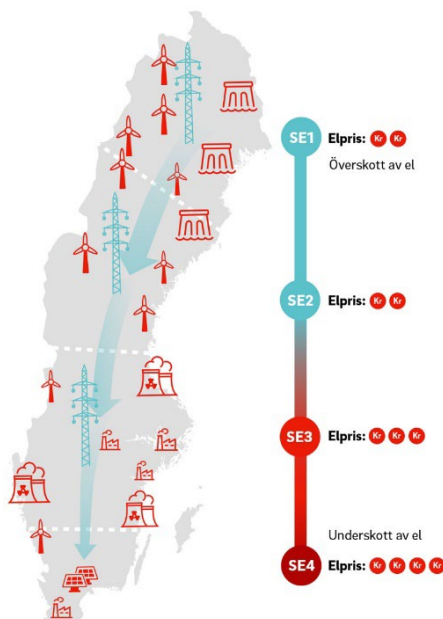 SE1 Elpris: Kr Kr
Överskott av el
SE2 Elpris: Kr Kr
SE3 Elpris: Kr Kr Kr
Underskott av el
SE4 Elpris: Kr Kr Kr Kr